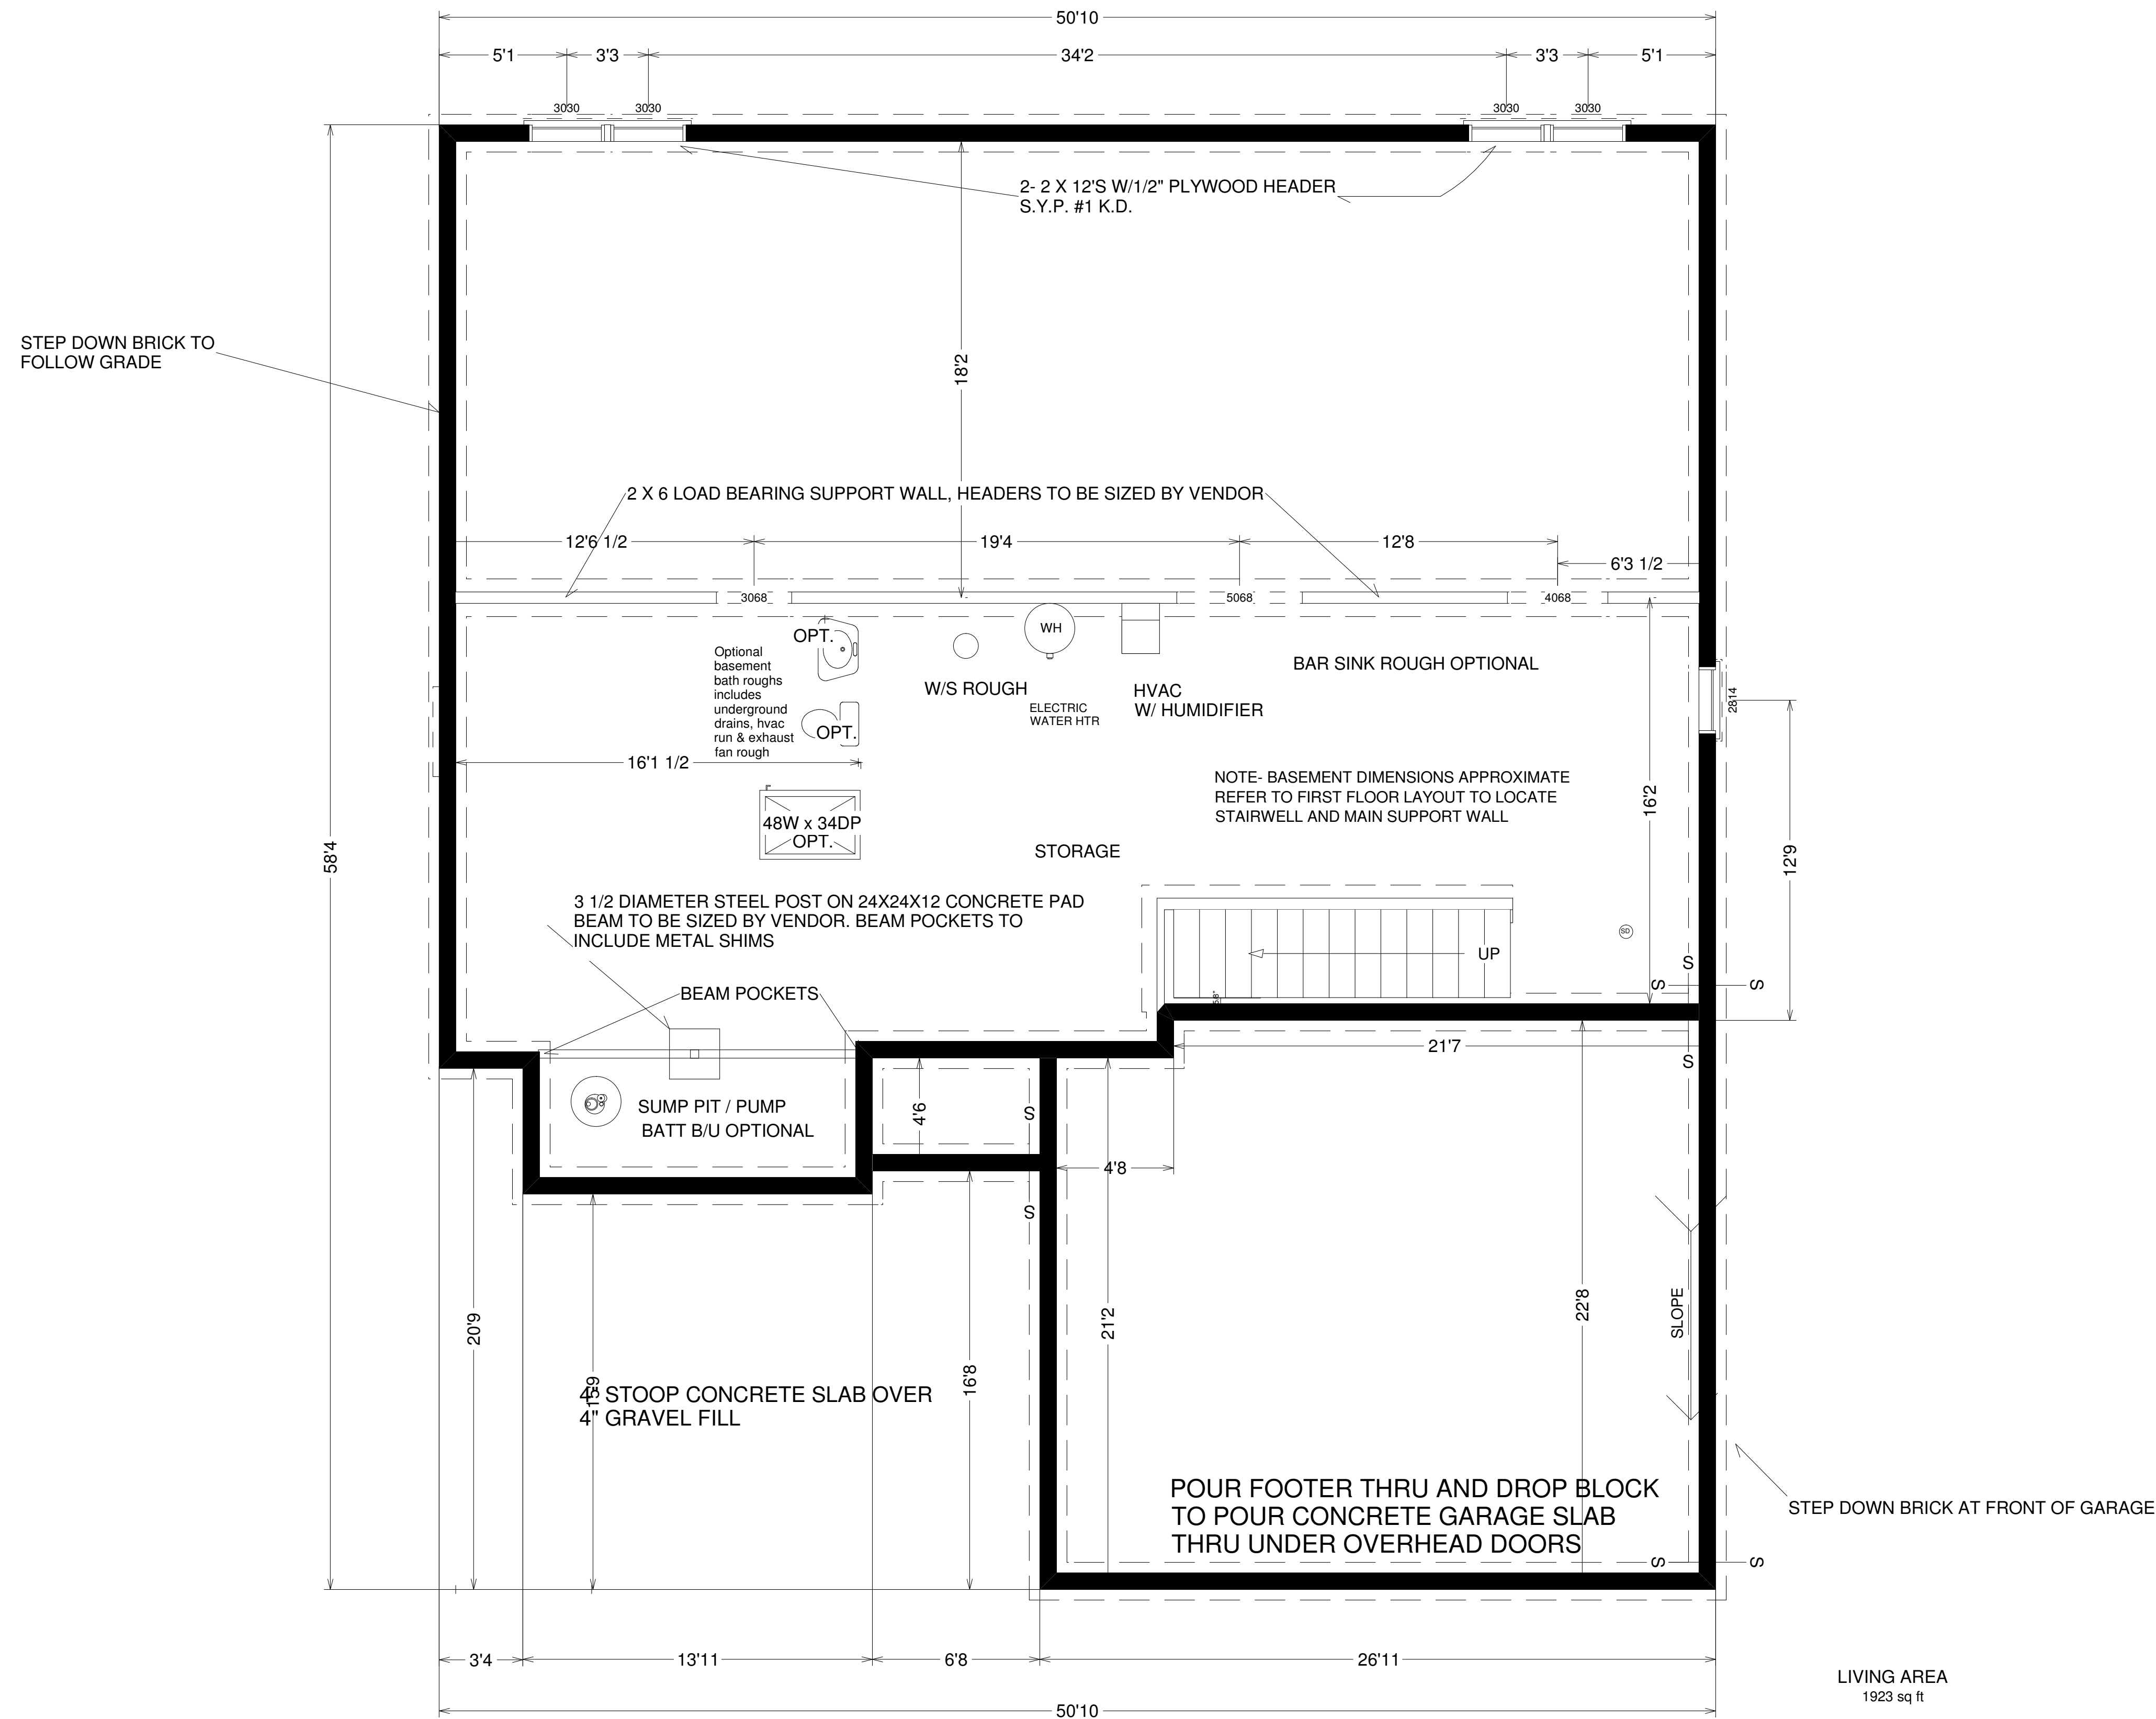 50'10
5'1
3'3
34'2
3'3
5'1
3030
3030
3030
3030
2- 2 X 12'S W/1/2" PLYWOOD HEADER
S.Y.P. #1 K.D.
STEP DOWN BRICK TO
FOLLOW GRADE
18'2
2 X 6 LOAD BEARING SUPPORT WALL, HEADERS TO BE SIZED BY VENDOR
12'6 1/2
19'4
12'8
6'3 1/2
3068
5068
4068
OPT.
WH
Optional
basement
bath roughs
includes
underground
drains, hvac
run & exhaust
fan rough
OPT.
W/S ROUGH
ELECTRIC
WATER HTR
HVAC
W/ HUMIDIFIER
BAR SINK ROUGH OPTIONAL
2814
16'1 1/2
NOTE- BASEMENT DIMENSIONS APPROXIMATE
REFER TO FIRST FLOOR LAYOUT TO LOCATE
STAIRWELL AND MAIN SUPPORT WALL
16'2
12'9
58'4
48W x 34DP
OPT.
STORAGE
3 1/2 DIAMETER STEEL POST ON 24X24X12 CONCRETE PAD
BEAM TO BE SIZED BY VENDOR. BEAM POCKETS TO
INCLUDE METAL SHIMS
UP
SD
S
S
S
BEAM POCKETS
21'7
S
SUMP PIT / PUMP
BATT B/U OPTIONAL
4'6
S
4'8
S
20'9
15'9
16'8
21'2
22'8
SLOPE
4" STOOP CONCRETE SLAB OVER
4" GRAVEL FILL
POUR FOOTER THRU AND DROP BLOCK
TO POUR CONCRETE GARAGE SLAB
THRU UNDER OVERHEAD DOORS
STEP DOWN BRICK AT FRONT OF GARAGE
S
S
3'4
13'11
6'8
26'11
LIVING AREA
1923 sq ft
50'10